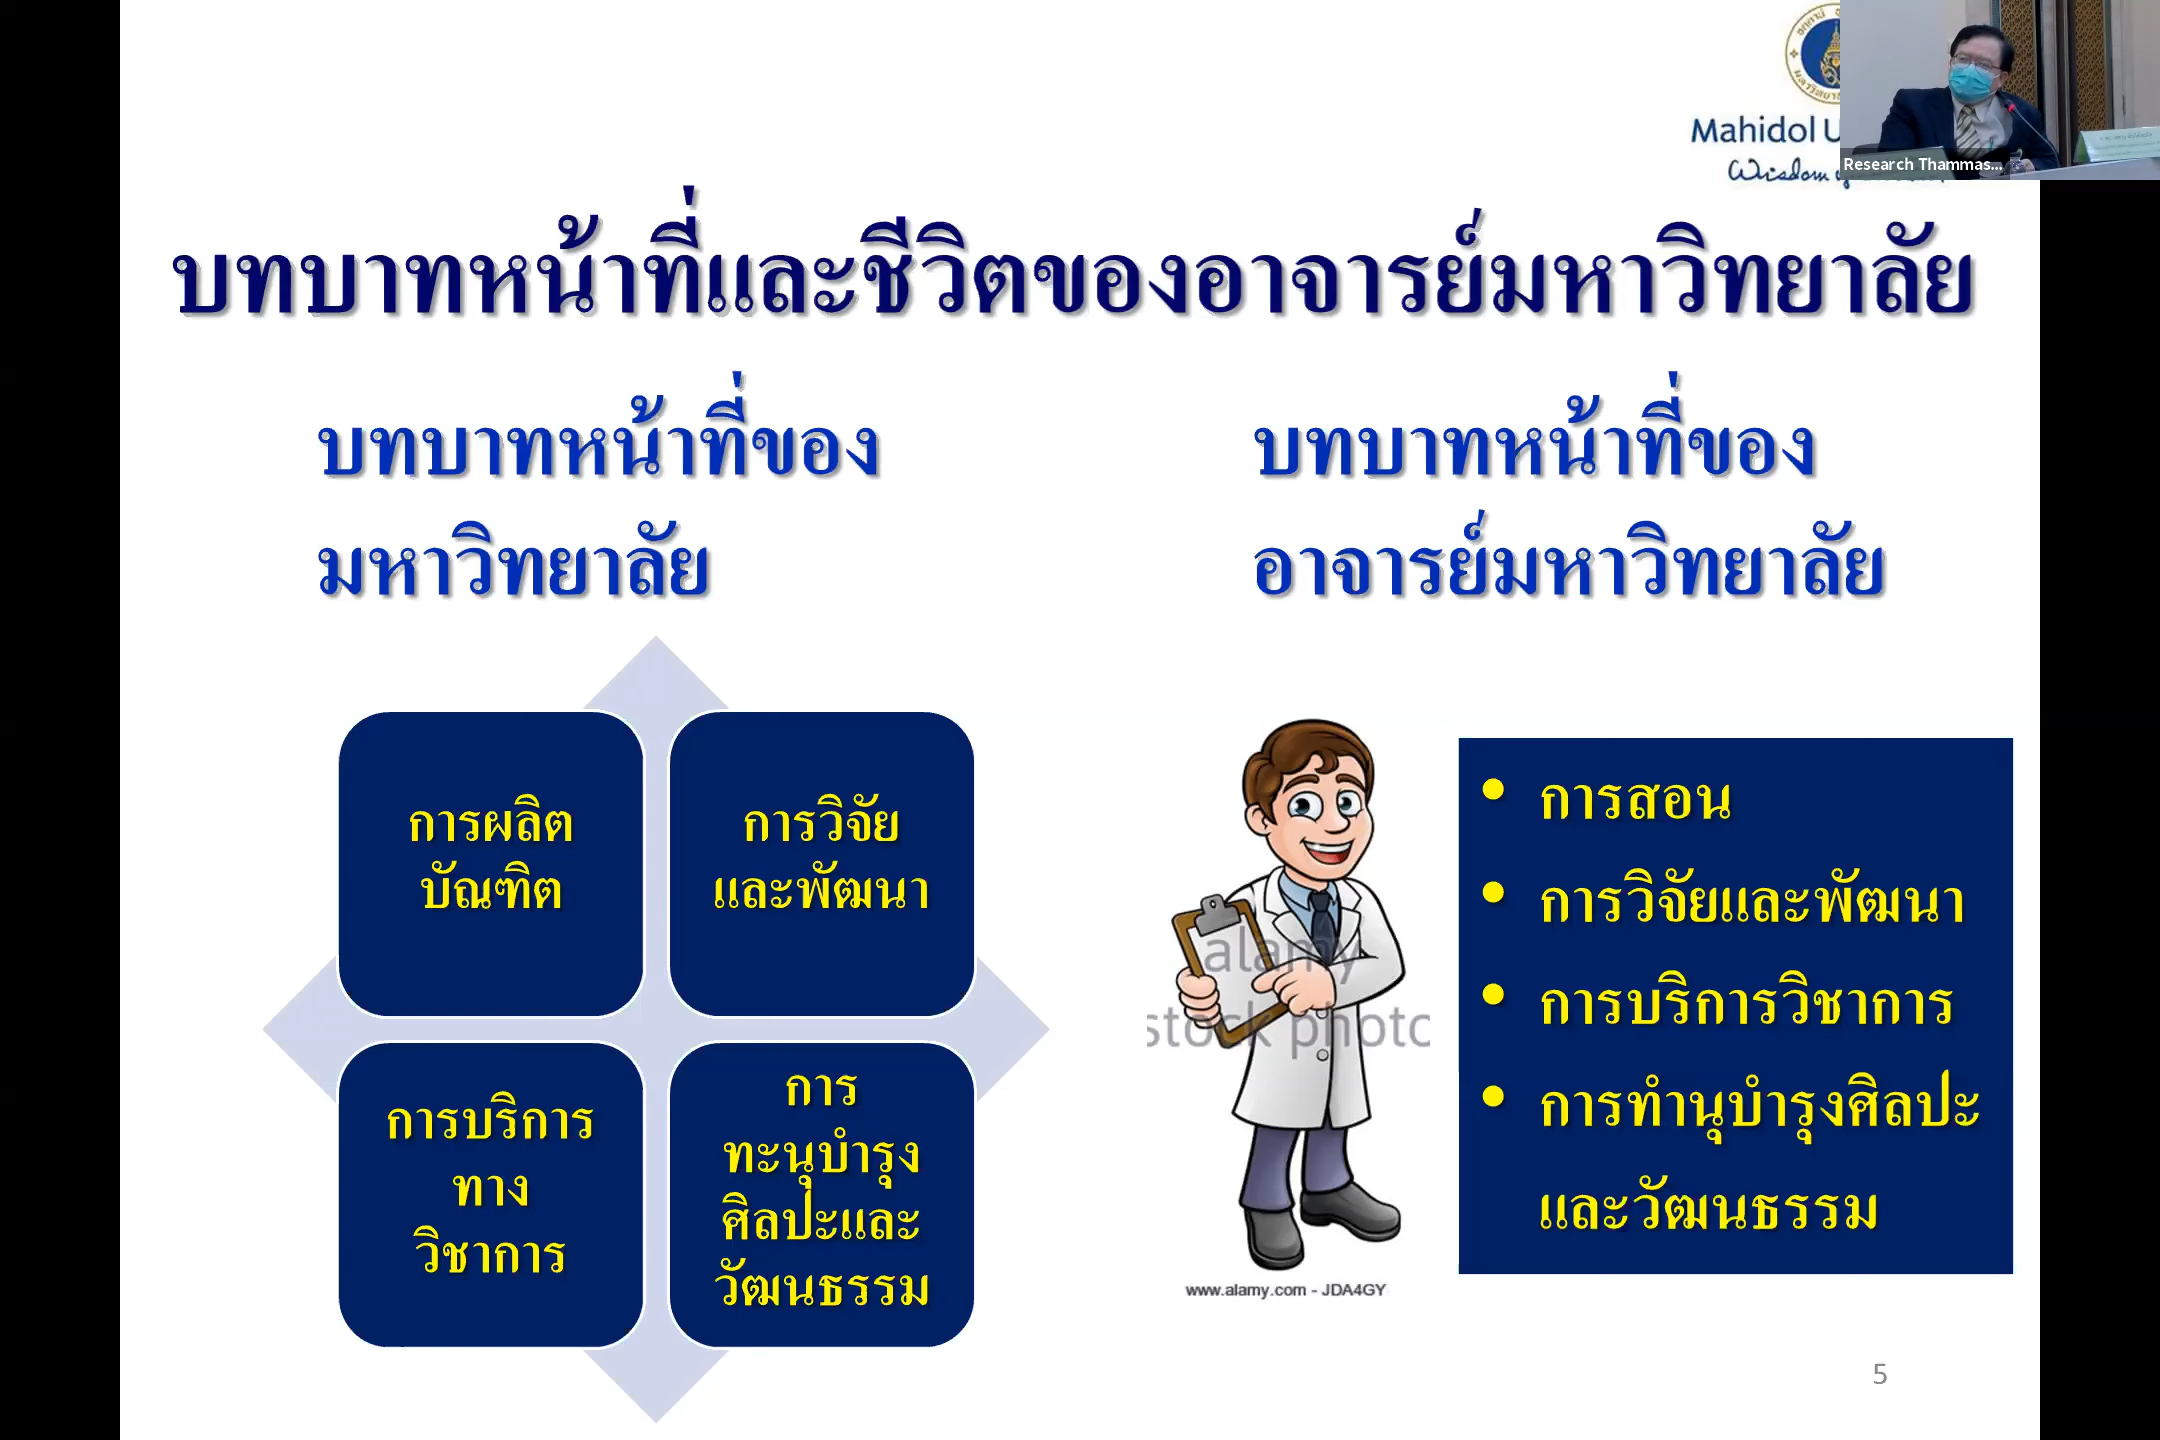 Mahidol U
Wisdom
Research Thammas...
บทบาทหน้าที่และชีวิตของอาจารย์มหาวิทยาลัย
บทบาทหน้าที่ของ
มหาวิทยาลัย
บทบาทหน้าที่ของ
อาจารย์มหาวิทยาลัย
การผลิต
บัณฑิต
การวิจัย
และพัฒนา
การบริการ
ทาง
วิชาการ
การ
ทะนุบำรุง
ศิลปะและ
วัฒนธรรม
alamy
stock photo
www.alamy.com - JDA4GY
• การสอน
• การวิจัยและพัฒนา
• การบริการวิชาการ
• การทำนุบำรุงศิลปะ
และวัฒนธรรม
5